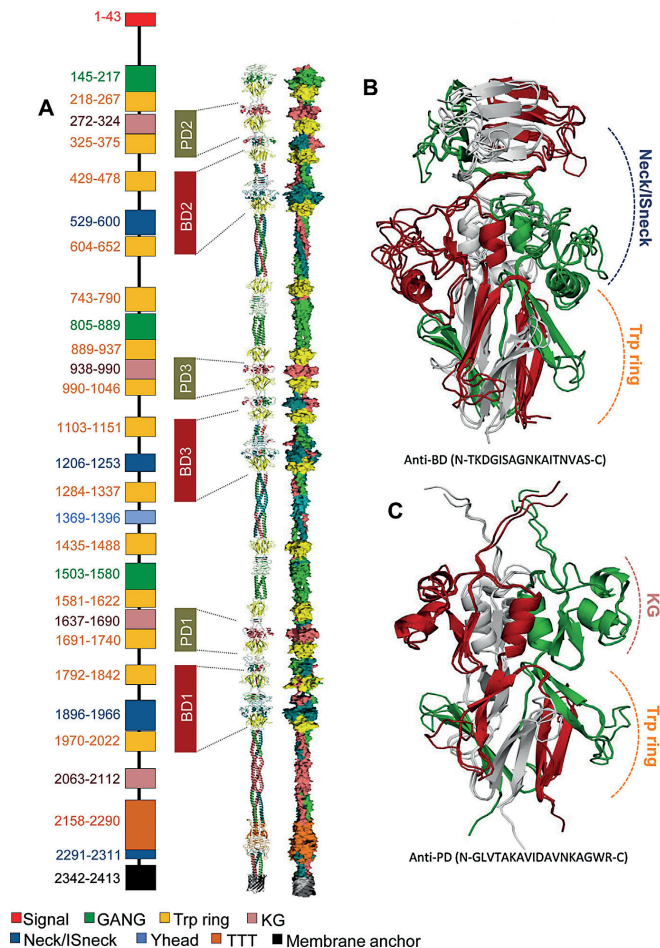 1-43
A
145-217
218-267
272-324
325-375
429-478
529-600
604-652
743-790
805-889
889-937
938-990
990-1046
1103-1151
1206-1253
1284-1337
1369-1396
1435-1488
1503-1580
1581-1622
1637-1690
1691-1740
1792-1842
1896-1966
1970-2022
2063-2112
2158-2290
2291-2311
2342-2413
PD2
BD2
PD3
BD3
PD1
BD1
B
Neck/ISneck
Trp ring
Anti-BD (N-TKDGISAGNKAITNVAS-C)
C
KG
Trp ring
Anti-PD (N-GLVTAKAVIDAVNKAGWR-C)
Signal GANG Trp ring KG
Neck/ISneck Yhead TTT Membrane anchor